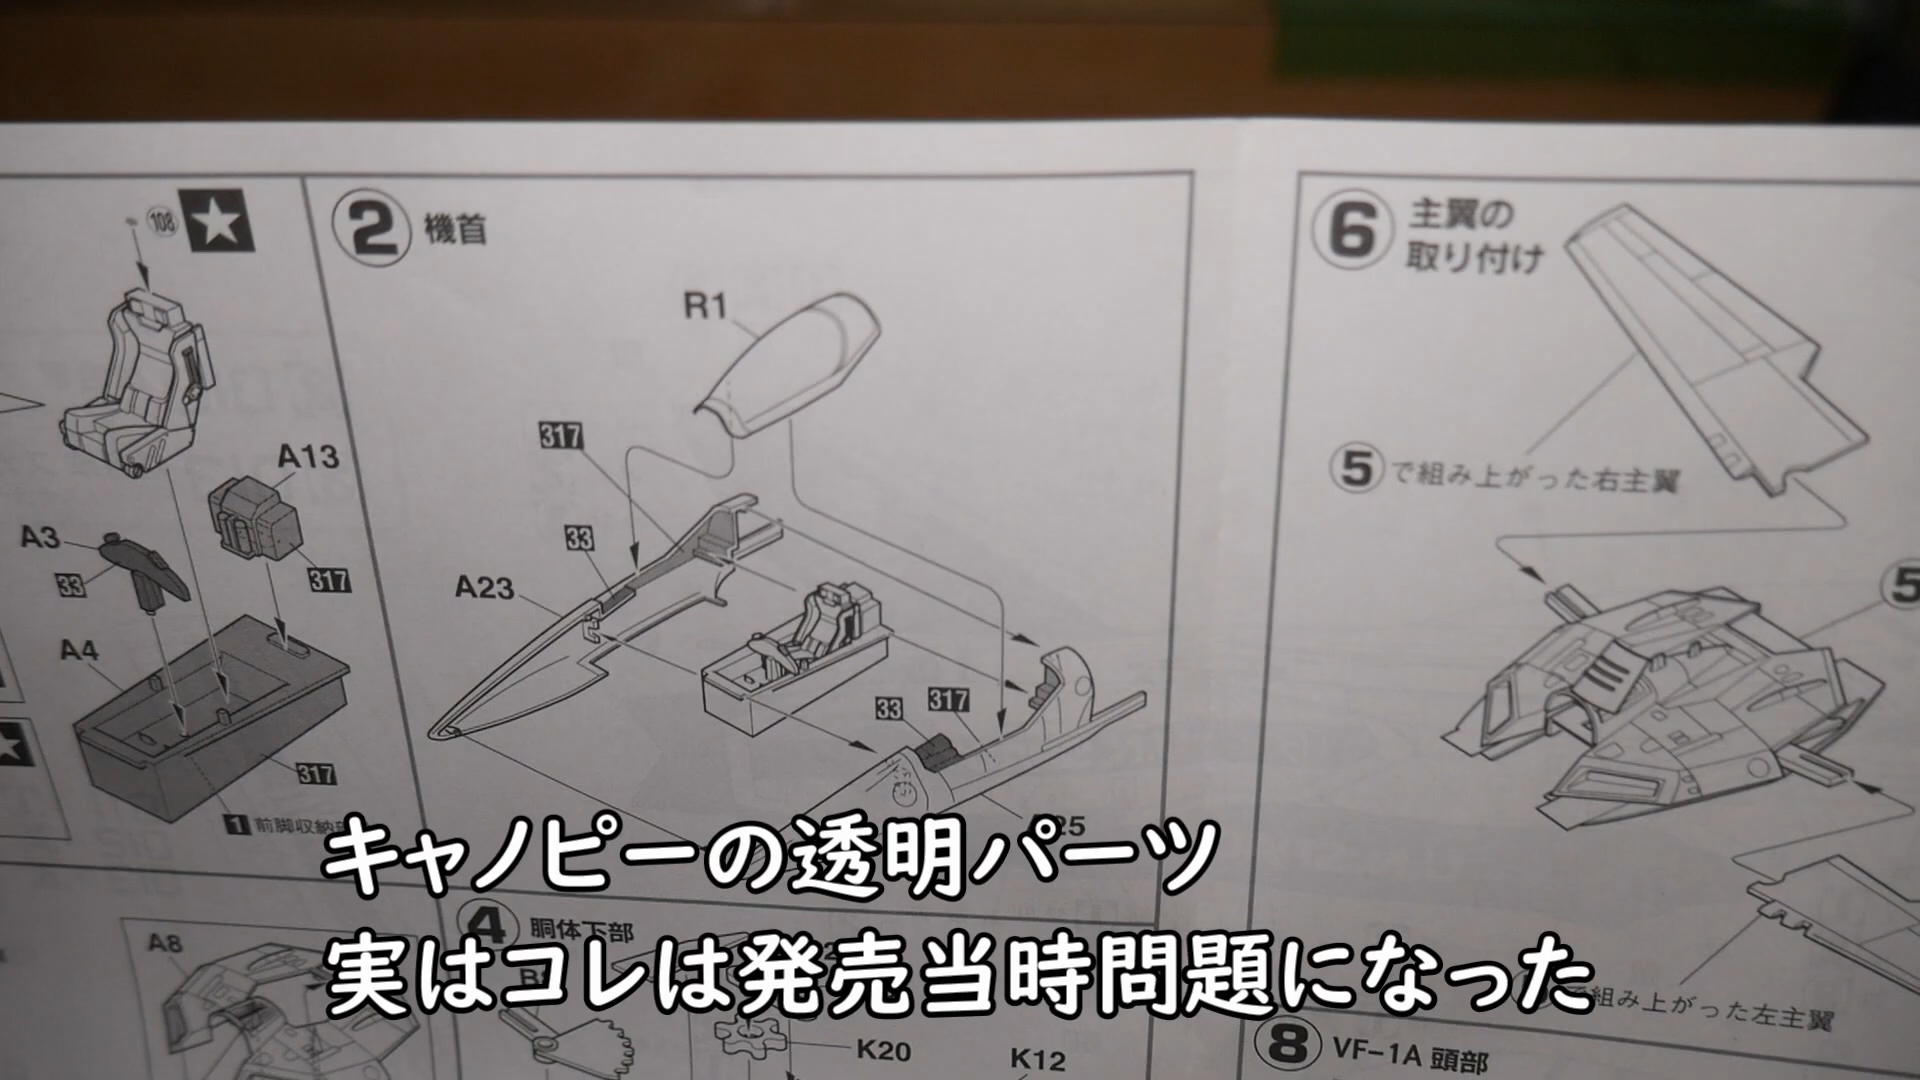 108
2 機首
R1
317
33
A23
33 317
A13
A3
33
317
A4
317
1 前脚収納
6 主翼の
取り付け
5 で組み上がった右主翼
5
キャノピーの透明パーツ
実はコレは発売当時問題になった
A8
4 胴体下部
K20
K12
で組み上がった左主翼
8 VF-1A 頭部